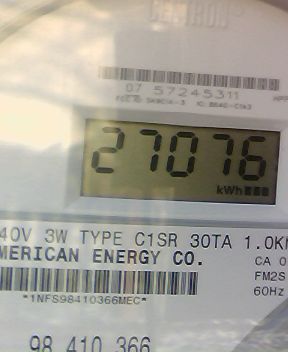 CENTRON
07 57245311
27076
kWh
40V 3W TYPE C1SR 30TA 1.0K
MERICAN ENERGY CO.
CA 0
FM2S
60Hz
*1NFS98410366MEC*
98 410 366